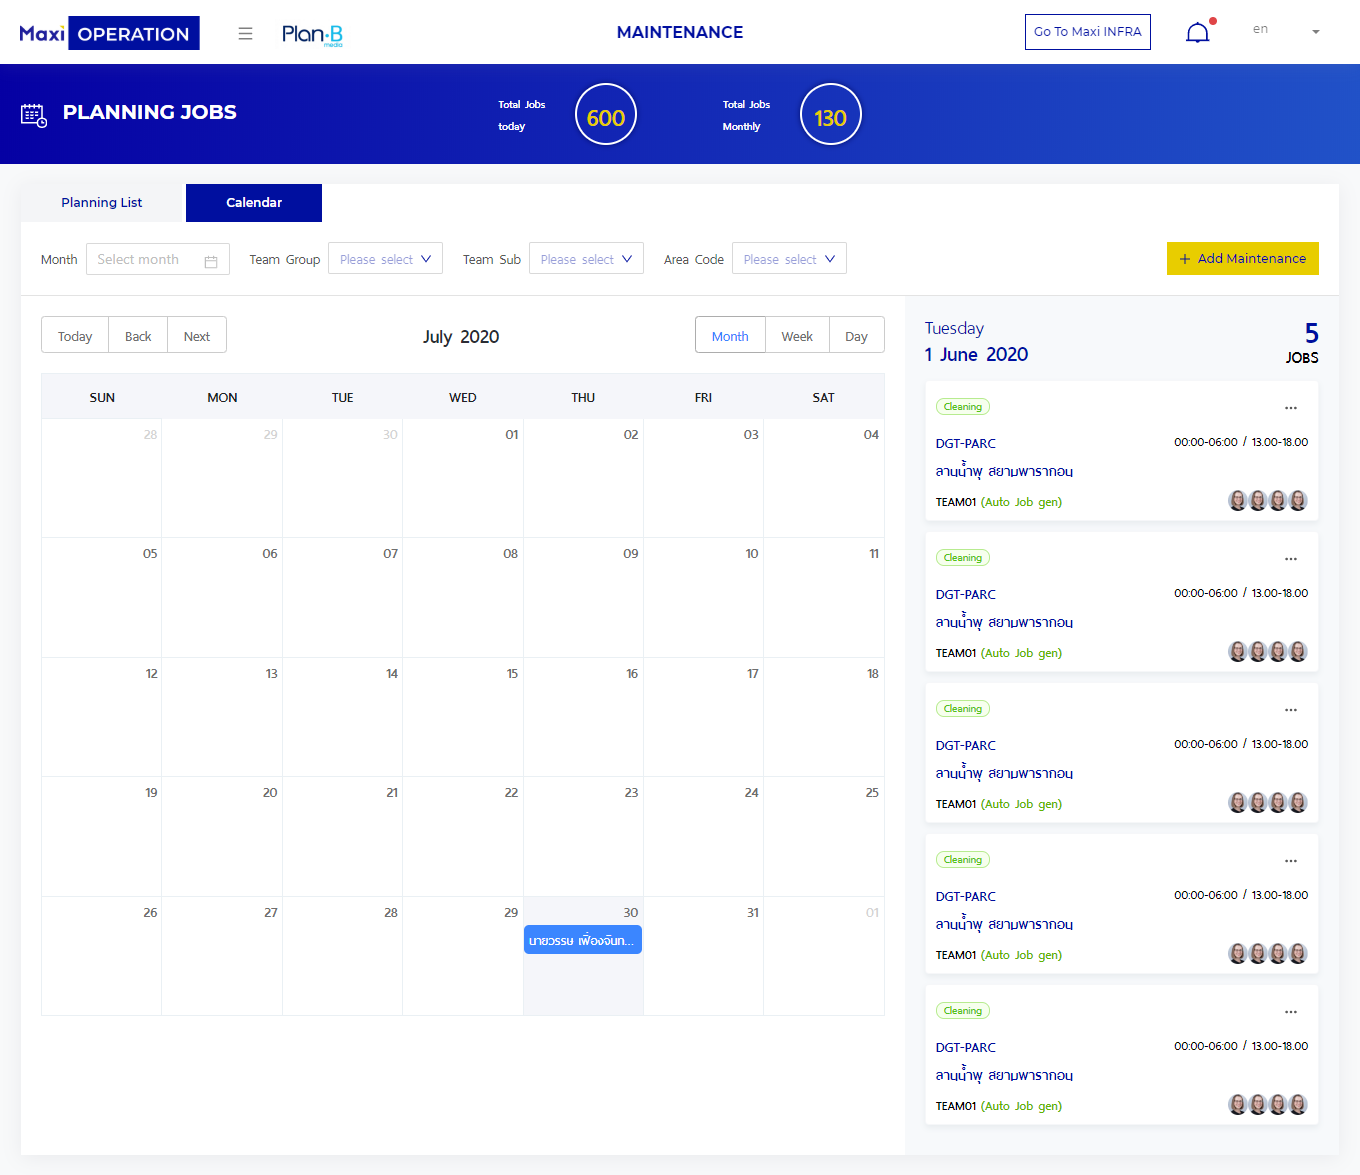 Maxi OPERATION
Plan B media
MAINTENANCE
Go To Maxi INFRA
en
PLANNING JOBS
Total Jobs today
600
Total Jobs Monthly
130
Planning List
Calendar
Month
Select month
Team Group
Please select
Team Sub
Please select
Area Code
Please select
+ Add Maintenance
Today
Back
Next
July 2020
Month
Week
Day
SUN MON TUE WED THU FRI SAT
28 29 30 01 02 03 04
05 06 07 08 09 10 11
12 13 14 15 16 17 18
19 20 21 22 23 24 25
26 27 28 29 30 31 01
นายวรรษ เฟื่องจันท...
Tuesday
1 June 2020
5
JOBS
Cleaning
...
DGT-PARC
00:00-06:00 / 13.00-18.00
ลานน้ำพุ สยามพารากอน
TEAM01 (Auto Job gen)
Cleaning
...
DGT-PARC
00:00-06:00 / 13.00-18.00
ลานน้ำพุ สยามพารากอน
TEAM01 (Auto Job gen)
Cleaning
...
DGT-PARC
00:00-06:00 / 13.00-18.00
ลานน้ำพุ สยามพารากอน
TEAM01 (Auto Job gen)
Cleaning
...
DGT-PARC
00:00-06:00 / 13.00-18.00
ลานน้ำพุ สยามพารากอน
TEAM01 (Auto Job gen)
Cleaning
...
DGT-PARC
00:00-06:00 / 13.00-18.00
ลานน้ำพุ สยามพารากอน
TEAM01 (Auto Job gen)